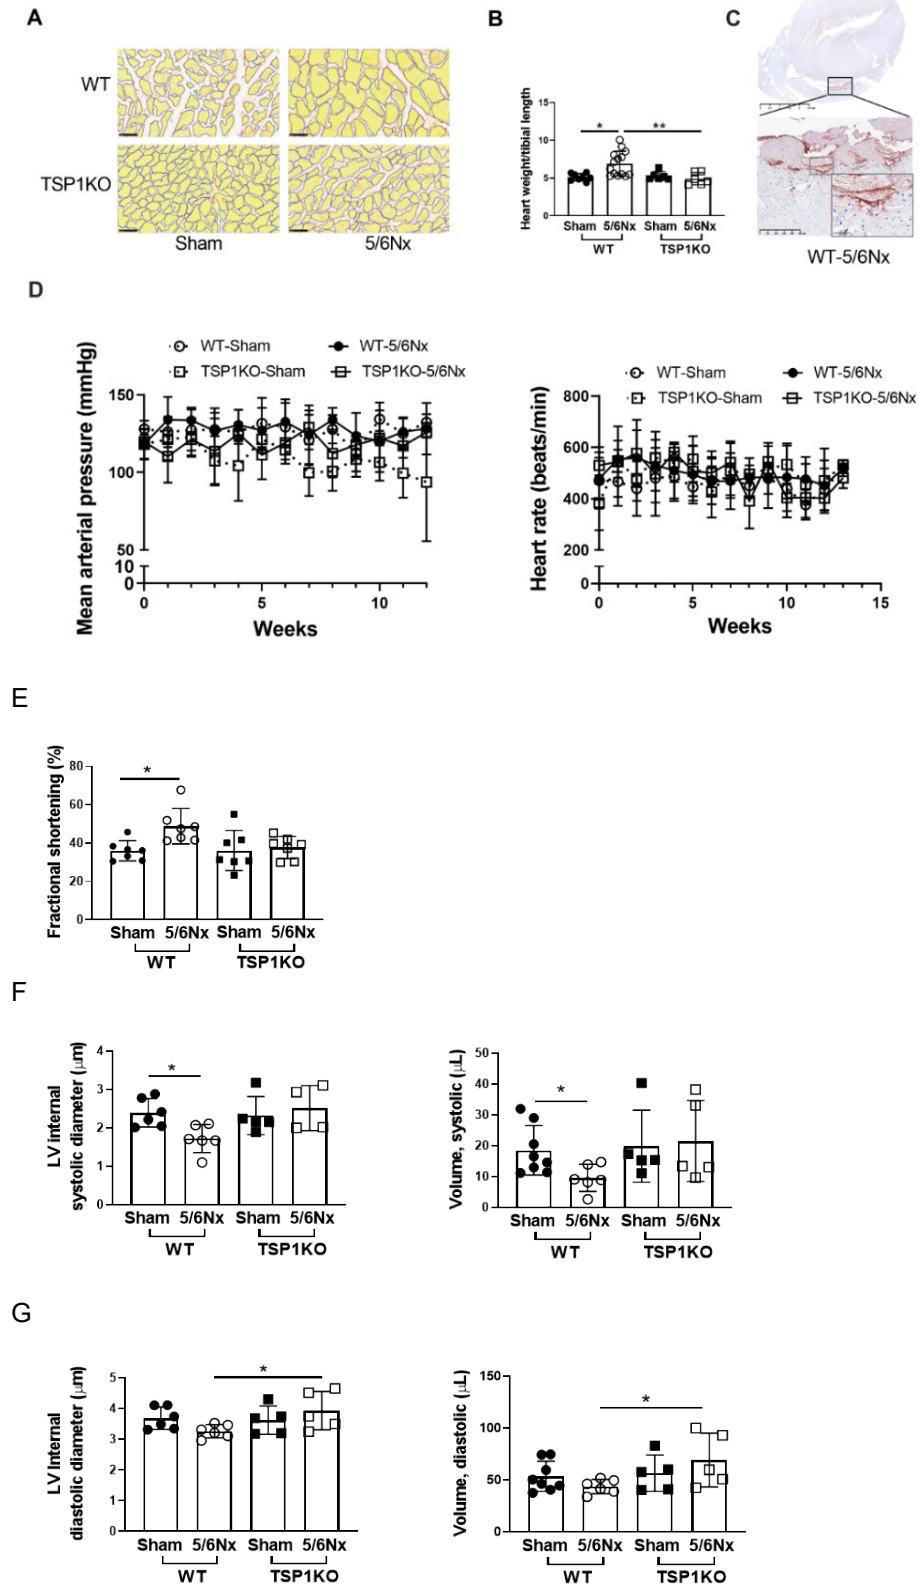 A
B
C
WT
TSP1KO
Sham
5/6Nx
Heart weight/tibial length
15
10
5
0
*
**
Sham 5/6Nx Sham 5/6Nx
WT
TSP1KO
WT-5/6Nx
D
Mean arterial pressure (mmHg)
WT-Sham
WT-5/6Nx
TSP1KO-Sham
TSP1KO-5/6Nx
150
100
50
10
0
0
5
10
Weeks
Heart rate (beats/min)
WT-Sham
WT-5/6Nx
TSP1KO-Sham
TSP1KO-5/6Nx
800
600
400
200
0
0
5
10
15
Weeks
E
Fractional shortening (%)
80
60
40
20
0
*
Sham 5/6Nx Sham 5/6Nx
WT
TSP1KO
F
LV internal
systolic diameter (μm)
4
3
2
1
0
*
Sham 5/6Nx Sham 5/6Nx
WT
TSP1KO
Volume, systolic (μL)
50
40
30
20
10
0
*
Sham 5/6Nx Sham 5/6Nx
WT
TSP1KO
G
LV Internal
diastolic diameter (μm)
5
4
3
2
1
0
*
Sham 5/6Nx Sham 5/6Nx
WT
TSP1KO
Volume, diastolic (μL)
150
100
50
0
*
Sham 5/6Nx Sham 5/6Nx
WT
TSP1KO